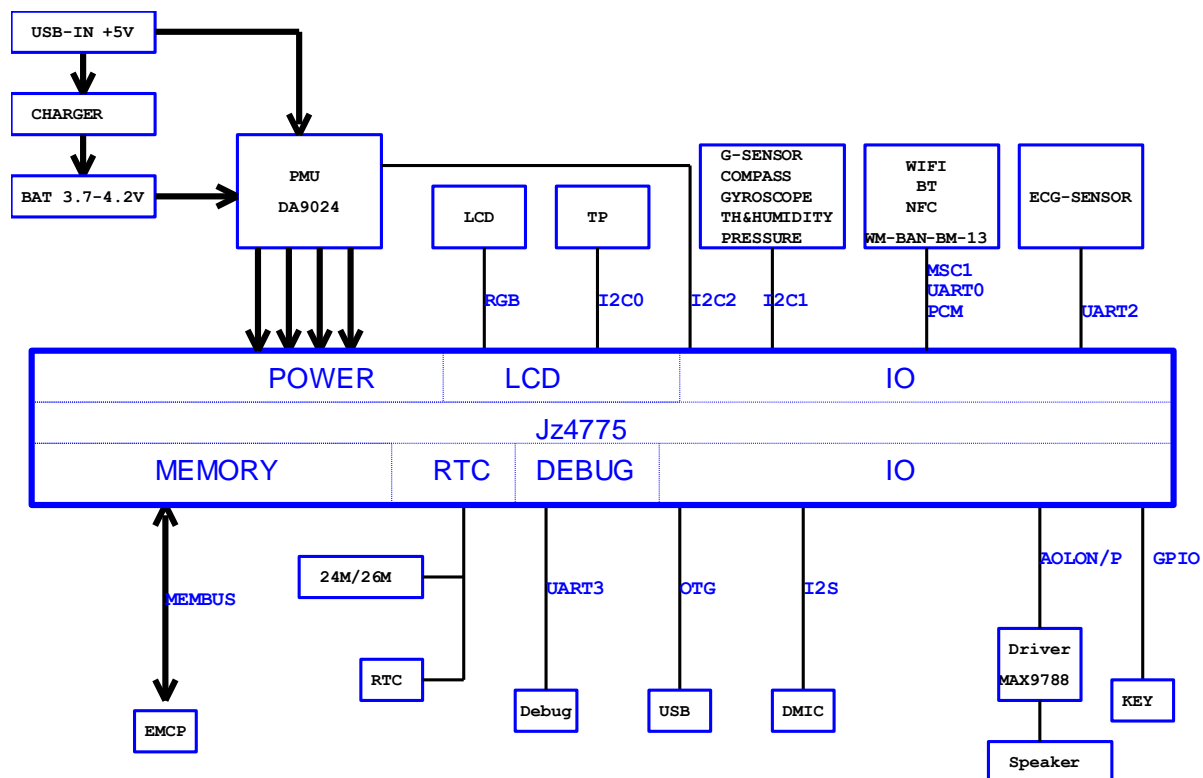 USB-IN +5V
CHARGER
BAT 3.7-4.2V
PMU
DA9024
LCD
TP
G-SENSOR
COMPASS
GYROSCOPE
TH&HUMIDITY
PRESSURE
WIFI
BT
NFC
WM-BAN-BM-13
ECG-SENSOR
RGB
I2C0
I2C2
I2C1
MSC1
UART0
PCM
UART2
POWER
LCD
IO
Jz4775
MEMORY
RTC
DEBUG
IO
MEMBUS
24M/26M
UART3
OTG
I2S
AOLON/P
GPIO
RTC
EMCP
Debug
USB
DMIC
Driver
MAX9788
KEY
Speaker